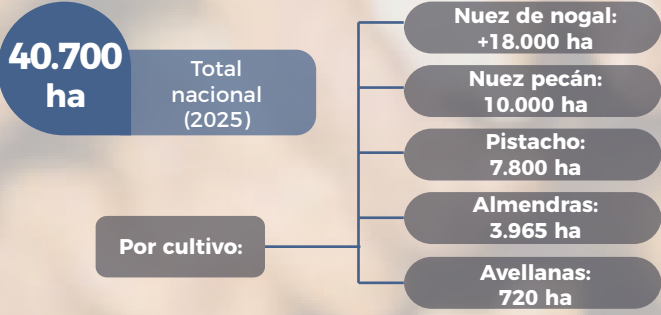 40.700
ha
Total
nacional
(2025)
Por cultivo:
Nuez de nogal:
+18.000 ha
Nuez pecán:
10.000 ha
Pistacho:
7.800 ha
Almendras:
3.965 ha
Avellanas:
720 ha